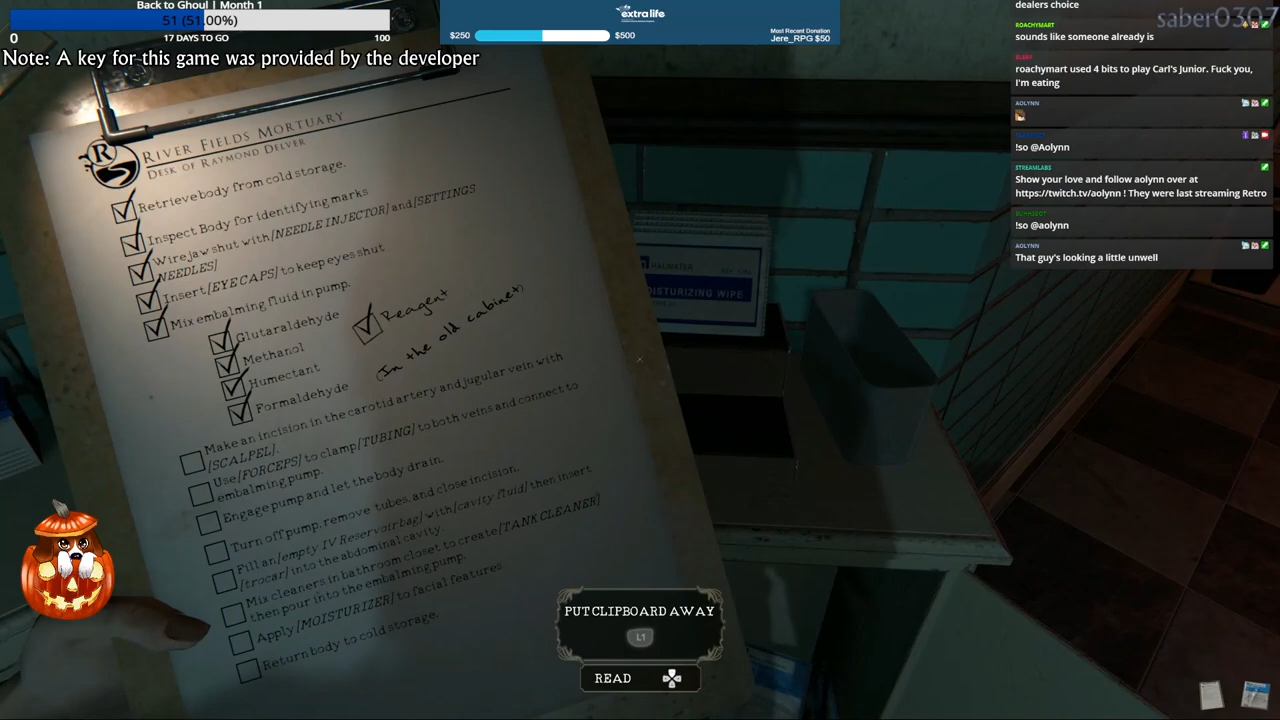 Back to Ghoul | Month 1
51 (51.00%)
0
17 DAYS TO GO
100
Note: A key for this game was provided by the developer
extra life
$250
$500
Most Recent Donation
Jere_RPG $50
saber0307
dealers choice
ROACHYMART
sounds like someone already is
roachymart used 4 bits to play Carl's Junior. Fuck you,
I'm eating
AOLYNN
!so @Aolynn
STREAMLABS
Show your love and follow aolynn over at
https://twitch.tv/aolynn ! They were last streaming Retro
!so @aolynn
AOLYNN
That guy's looking a little unwell
R
RIVER FIELDS MORTUARY
DESK OF RAYMOND DELVER
Retrieve body from cold storage.
Inspect Body for identifying marks
Wire jaw shut with [NEEDLE INJECTOR] and [SETTINGS
NEEDLES]
Insert [EYE CAPS] to keep eyes shut
Mix embalming fluid in pump.
Glutaraldehyde
Methanol
Humectant
Formaldehyde
Reagent
(In the old cabinet)
Make an incision in the carotid artery and jugular vein with
[SCALPEL].
Use [FORCEPS] to clamp [TUBING] to both veins and connect to
embalming pump.
Engage pump and let the body drain.
Turn off pump, remove tubes, and close incision.
Fill an [empty IV Reservoir bag] with [cavity fluid] then insert
[trocar] into the abdominal cavity.
Mix cleaners in bathroom closet to create [TANK CLEANER]
then pour into the embalming pump.
Apply [MOISTURIZER] to facial features
Return body to cold storage.
HALWATER
MOISTURIZING WIPE
PUT CLIPBOARD AWAY
L1
READ